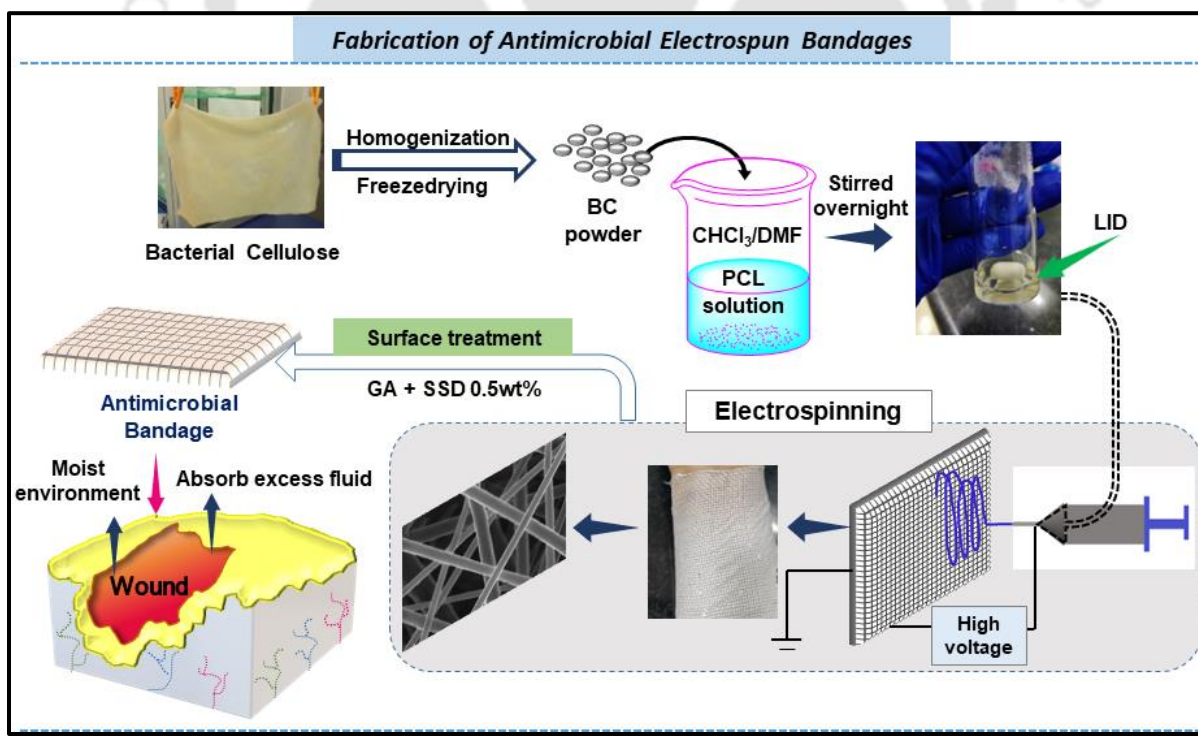 Fabrication of Antimicrobial Electrospun Bandages
Homogenization
Freezedrying
Bacterial Cellulose
BC
powder
CHCl₃/DMF
PCL
solution
Stirred
overnight
LID
Surface treatment
GA + SSD 0.5wt%
Antimicrobial
Bandage
Electrospinning
High
voltage
Moist
environment
Absorb excess fluid
Wound